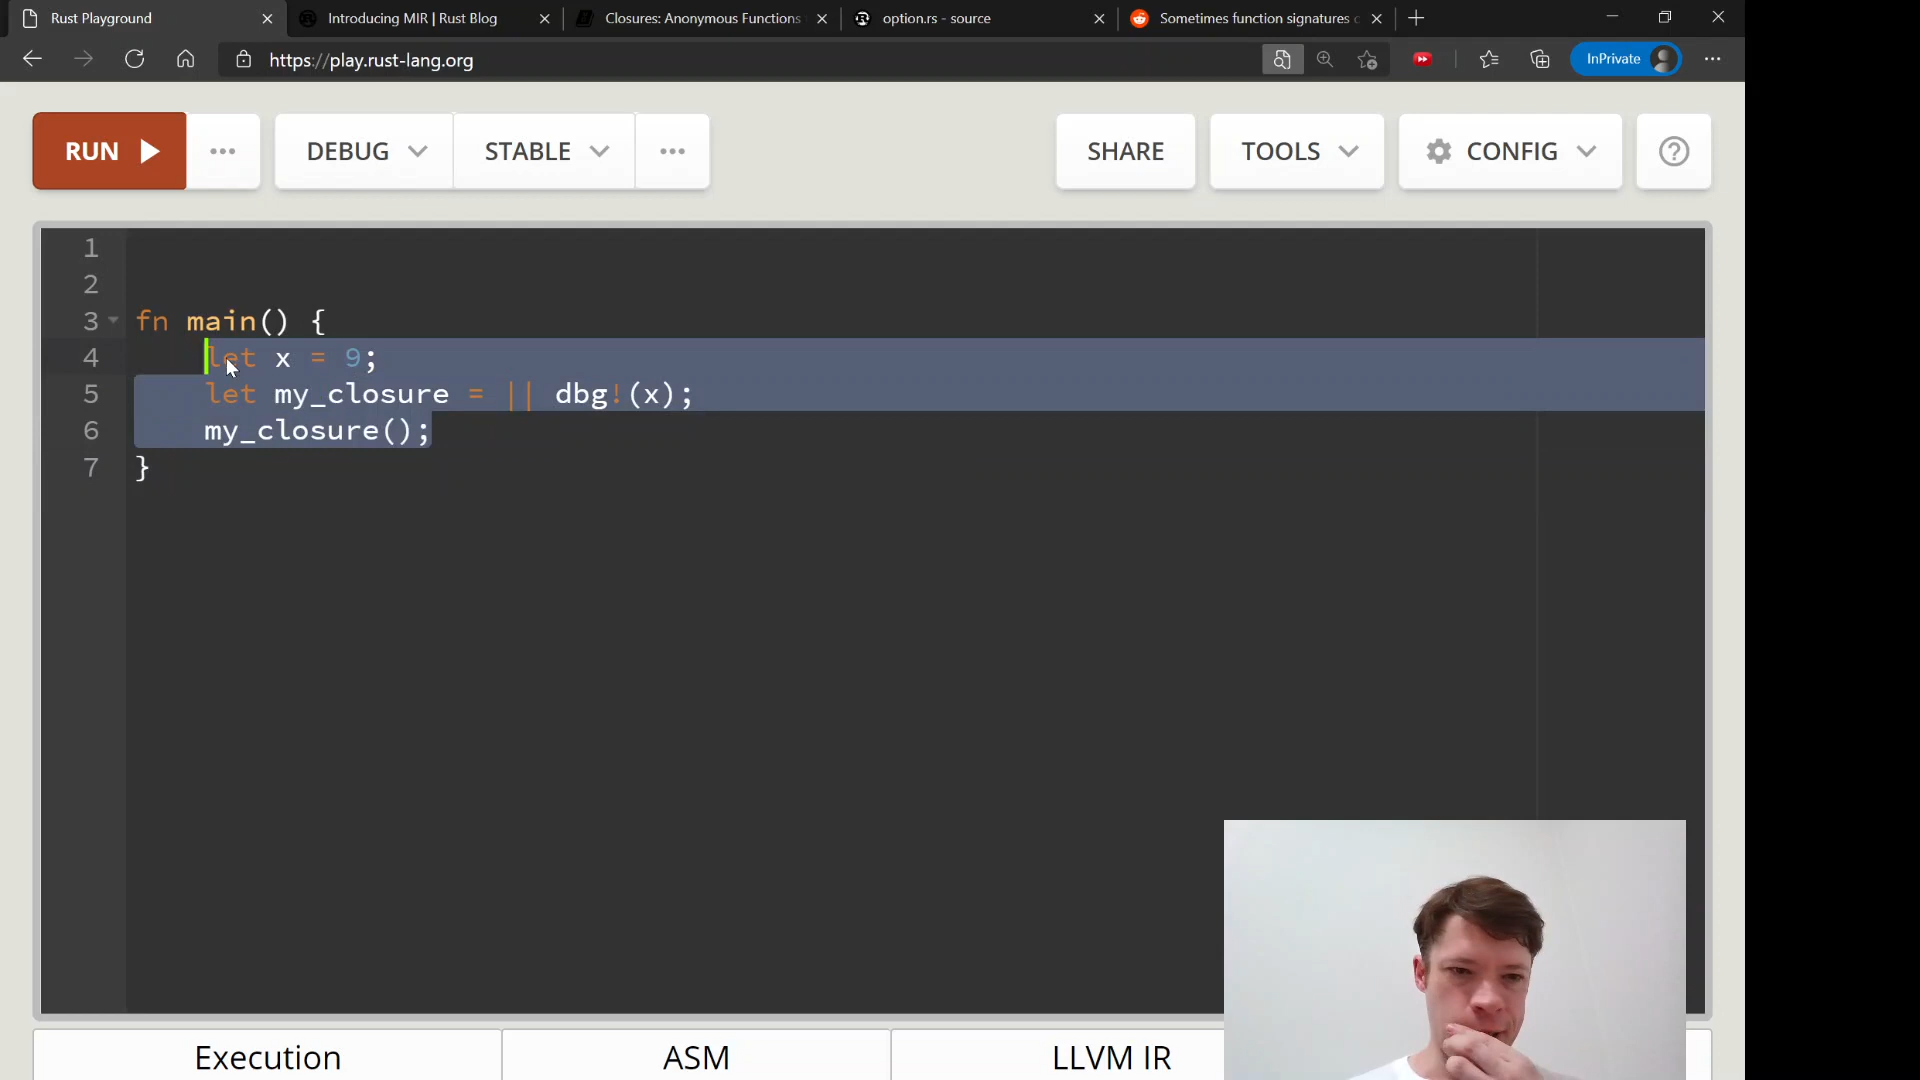 Rust Playground
Introducing MIR | Rust Blog
Closures: Anonymous Functions
option.rs - source
Sometimes function signatures c
https://play.rust-lang.org
InPrivate
RUN
DEBUG
STABLE
SHARE
TOOLS
CONFIG
1
2
3 fn main() {
4 let x = 9;
5 let my_closure = || dbg!(x);
6 my_closure();
7 }
Execution
ASM
LLVM IR